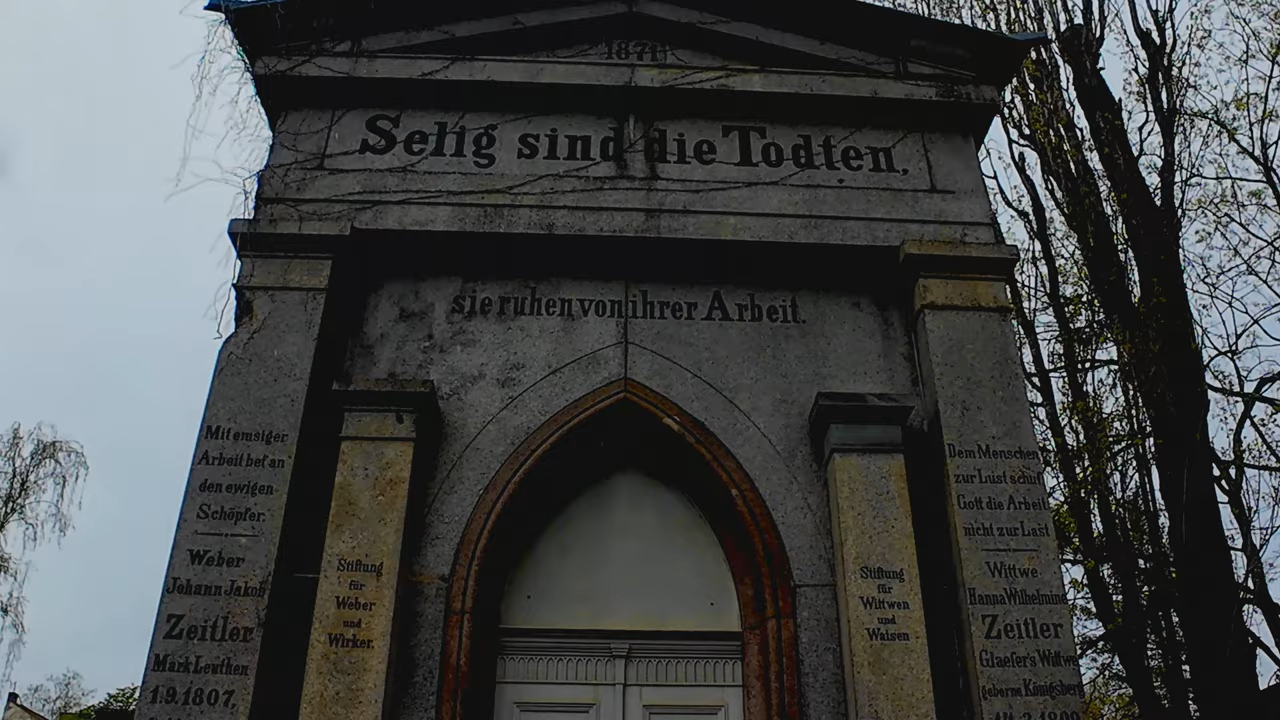 1871
Selig sind die Todten,
sie ruhen von ihrer Arbeit.
Mit emsiger
Arbeit bet' an
den ewigen
Schöpfer.
Weber
Johann Jakob
Zeitler
Mark Leuthen
1.9.1807,
Stiftung
für
Weber
und
Wirker.
Stiftung
für
Wittwen
und
Waisen
Dem Menschen
zur Lust schuf
Gott die Arbeit
nicht zur Last
Wittwe
Hanna Wilhelmine
Zeitler
Glaeser's Wittwe
geborne Königsberg